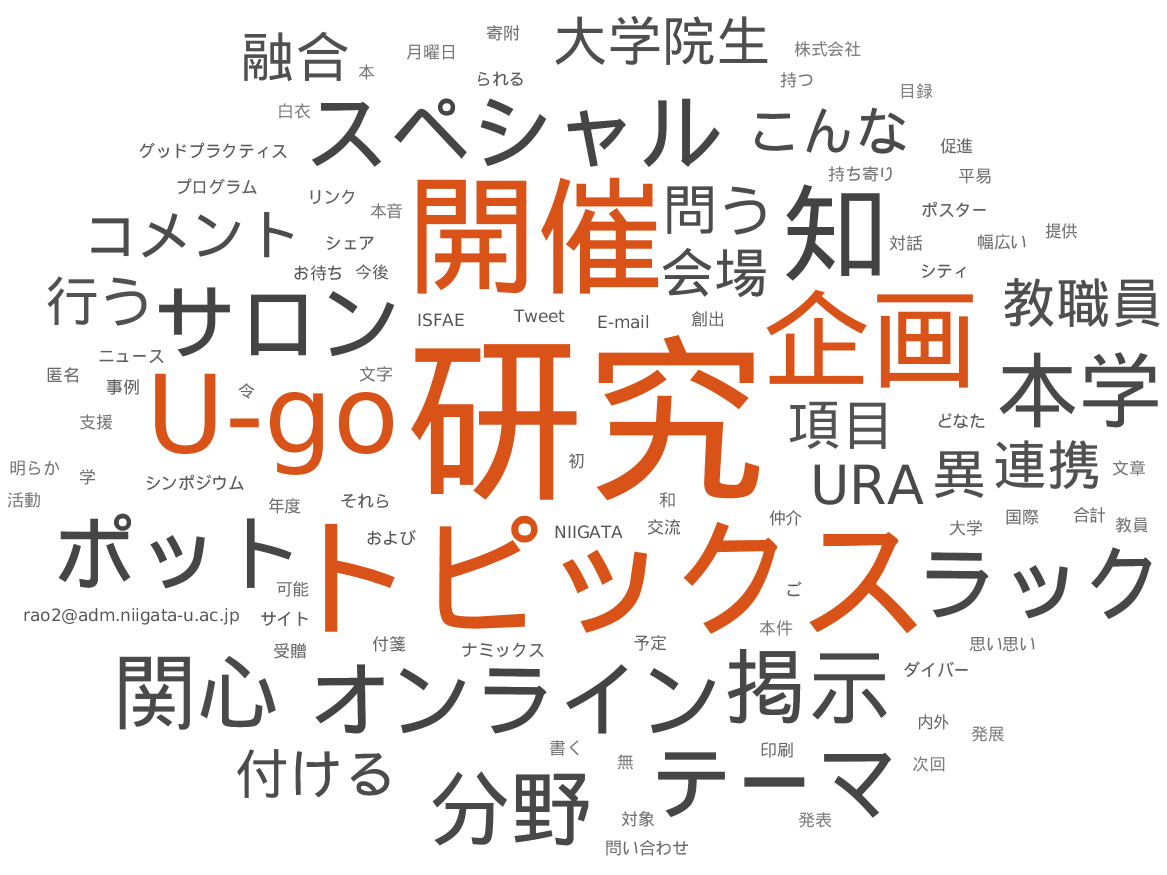 寄附
大学院生
融合
月曜日
株式会社
本
られる
持つ
目録
白衣
スペシャル
こんな
グッドプラクティス
促進
プログラム
リンク
本音
開催
問う
知
持ち寄り
平易
コメント
シェア
会場
対話
ポスター
幅広い
提供
お待ち
今後
シティ
行う
サロン
ISFAE
Tweet
E-mail
創出
企画
教職員
ニュース
匿名
事例
令
文字
研究
本学
支援
U-go
項目
どなた
明らか
学
シンポジウム
初
URA
異
連携
文章
活動
年度
それら
和
ポット
および
NIIGATA
交流
仲介
大学
国際
合計
教員
可能
トピックス
ご
ラック
rao2@adm.niigata-u.ac.jp
サイト
本件
受贈
付箋
ナミックス
予定
思い思い
関心
オンライン
掲示
ダイバー
内外
発展
付ける
書く
無
印刷
テーマ
次回
分野
対象
発表
問い合わせ